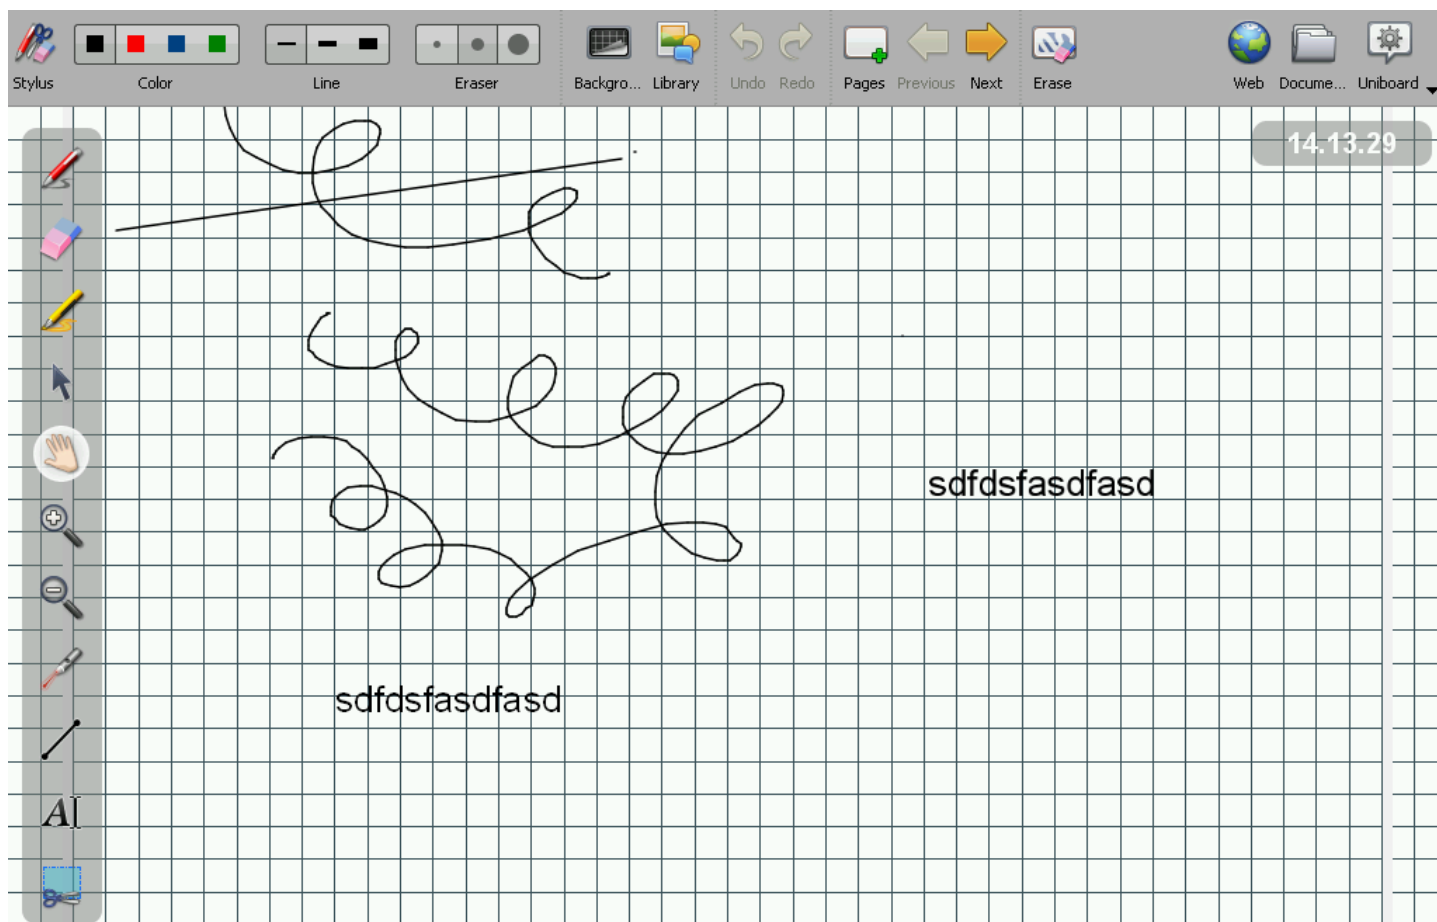 Stylus Color Line Eraser Backgro... Library Undo Redo Pages Previous Next Erase Web Docume... Uniboard
14.13.29
sdfdsfasdfasd
sdfdsfasdfasd
AI